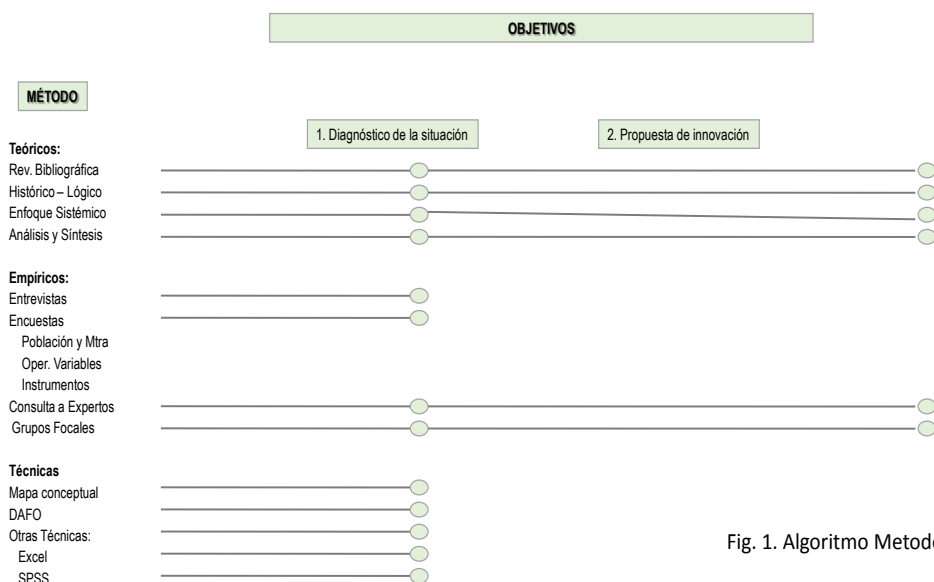 OBJETIVOS
MÉTODO
1. Diagnóstico de la situación
2. Propuesta de innovación
Teóricos:
Rev. Bibliográfica
Histórico – Lógico
Enfoque Sistémico
Análisis y Síntesis
Empíricos:
Entrevistas
Encuestas
Población y Mtra
Oper. Variables
Instrumentos
Consulta a Expertos
Grupos Focales
Técnicas
Mapa conceptual
DAFO
Otras Técnicas:
Excel
SPSS
Fig. 1. Algoritmo